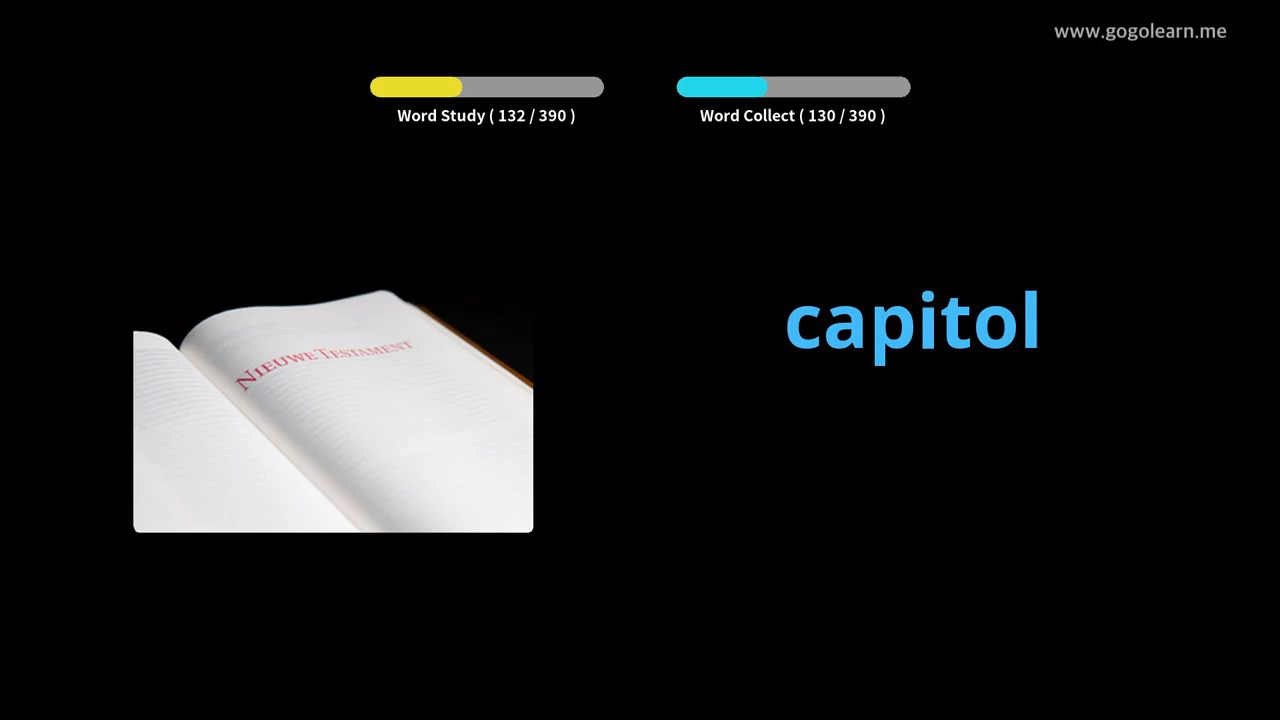 www.gogolearn.me
Word Study ( 132 / 390 )
Word Collect ( 130 / 390 )
NIEUWE TESTAMENT
capitol